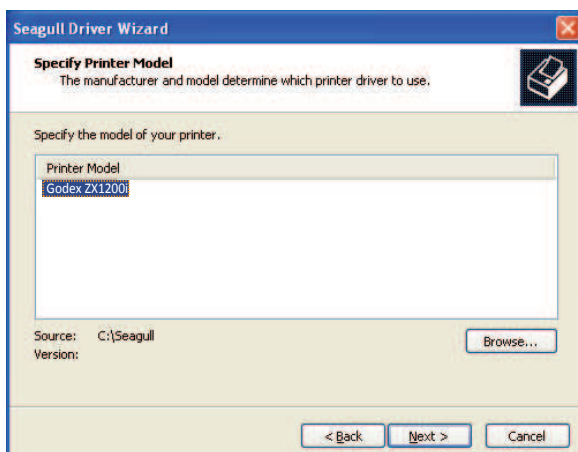 Seagull Driver Wizard
Specify Printer Model
The manufacturer and model determine which printer driver to use.
Specify the model of your printer.
Printer Model
Godex ZX1200i
Source: C:\Seagull
Browse...
Version:
< Back Next > Cancel